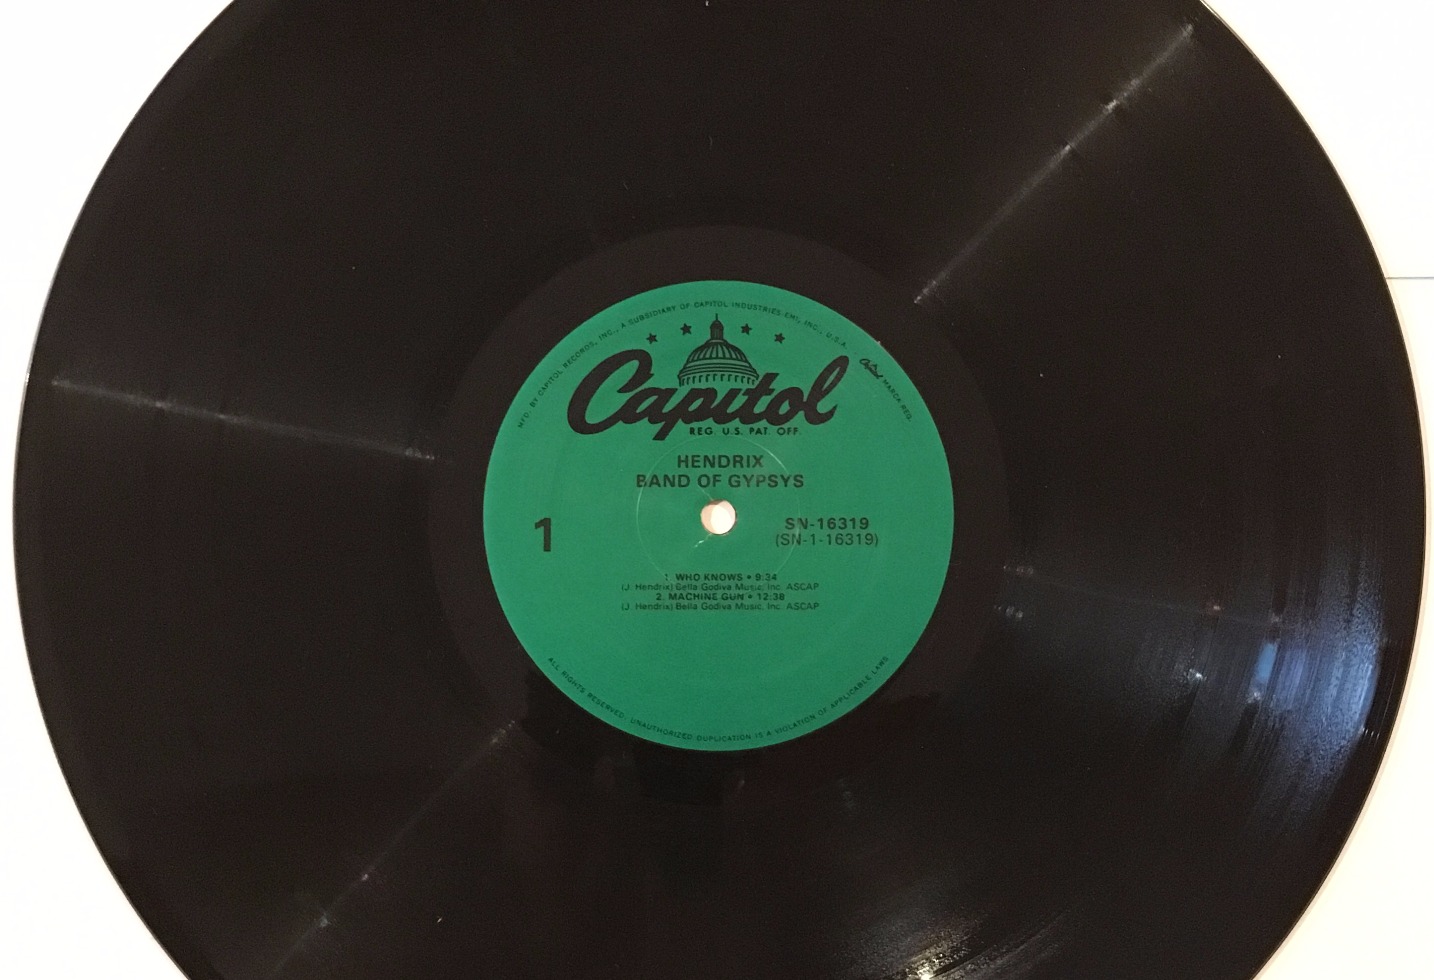 MFD. BY CAPITOL RECORDS, INC., A SUBSIDIARY OF CAPITOL INDUSTRIES-EMI, INC., U.S.A. Capitol MARCA REG.
Capitol
REG. U.S. PAT. OFF.
HENDRIX
BAND OF GYPSYS
1
SN-16319
(SN-1-16319)
1. WHO KNOWS • 9:34
(J. Hendrix) Bella Godiva Music, Inc. ASCAP
2. MACHINE GUN • 12:38
(J. Hendrix) Bella Godiva Music, Inc. ASCAP
ALL RIGHTS RESERVED. UNAUTHORIZED DUPLICATION IS A VIOLATION OF APPLICABLE LAWS